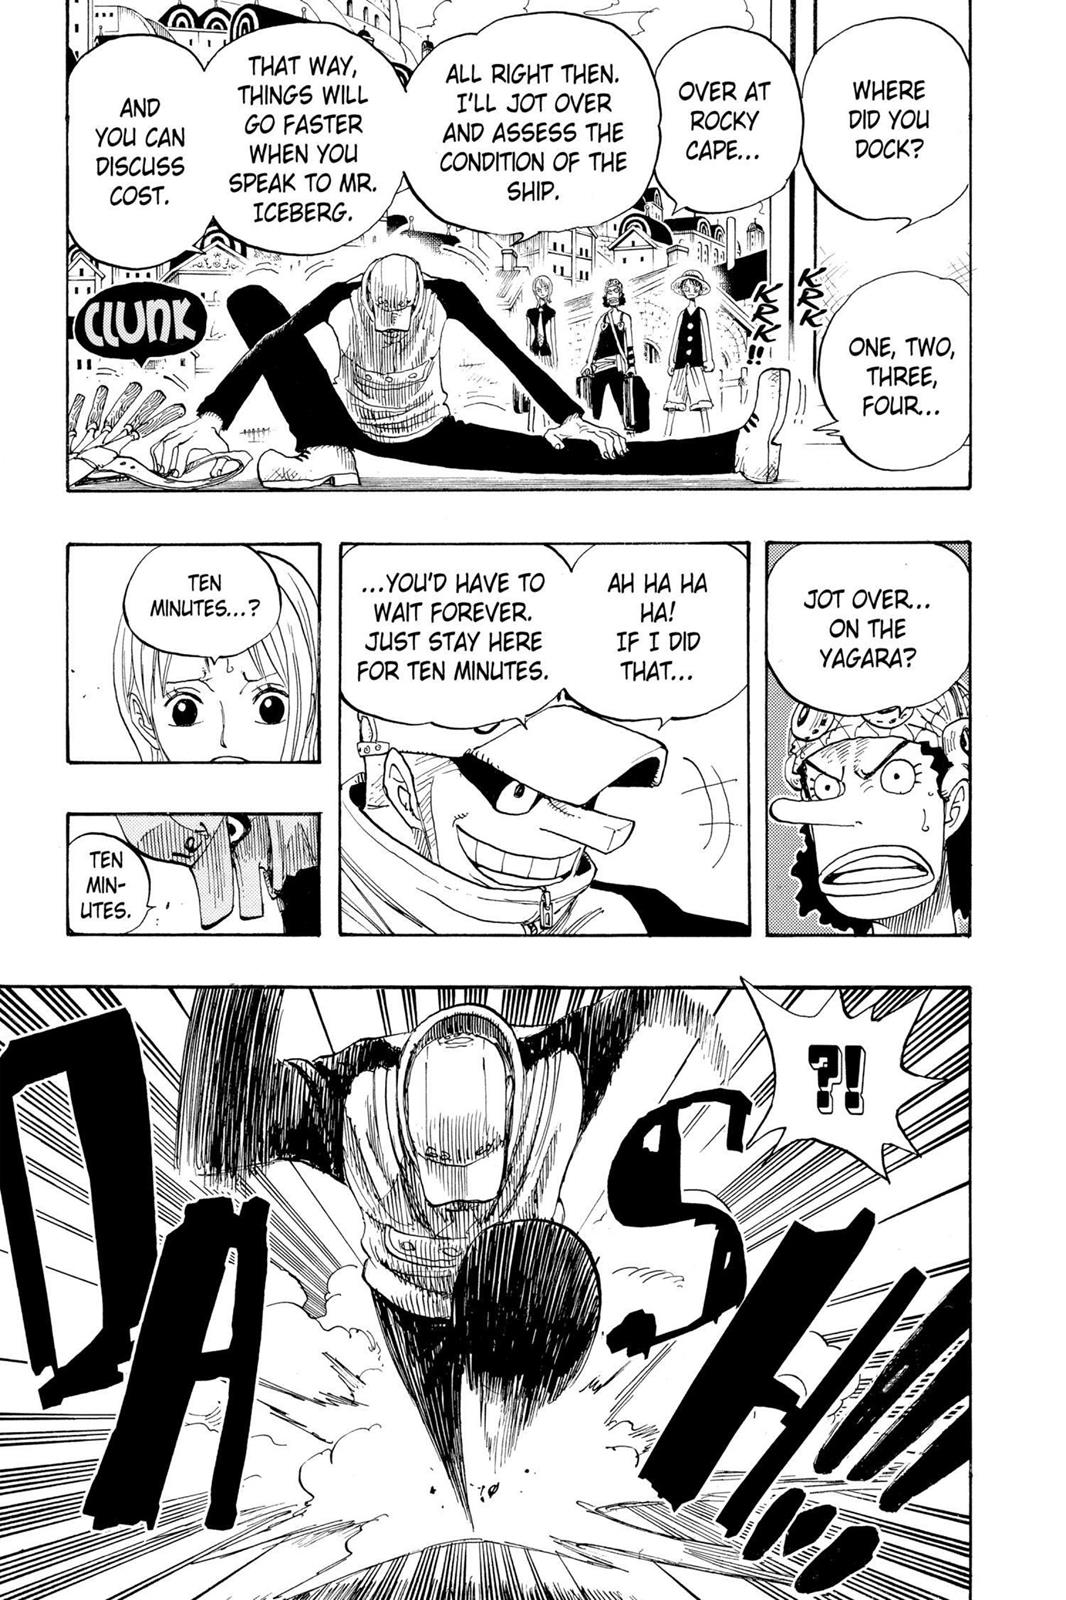 WHERE
DID YOU
DOCK?
OVER AT
ROCKY
CAPE...
ALL RIGHT THEN.
I'LL JOT OVER
AND ASSESS THE
CONDITION OF THE
SHIP.
THAT WAY,
THINGS WILL
GO FASTER
WHEN YOU
SPEAK TO MR.
ICEBERG.
AND
YOU CAN
DISCUSS
COST.
KRK
KRK!!
ONE, TWO,
THREE,
FOUR...
CLUNK
JOT OVER...
ON THE
YAGARA?
AH HA HA
HA!
IF I DID
THAT...
...YOU'D HAVE TO
WAIT FOREVER.
JUST STAY HERE
FOR TEN MINUTES.
TEN
MINUTES...?
TEN
MIN-
UTES.
?!
DASH!!!